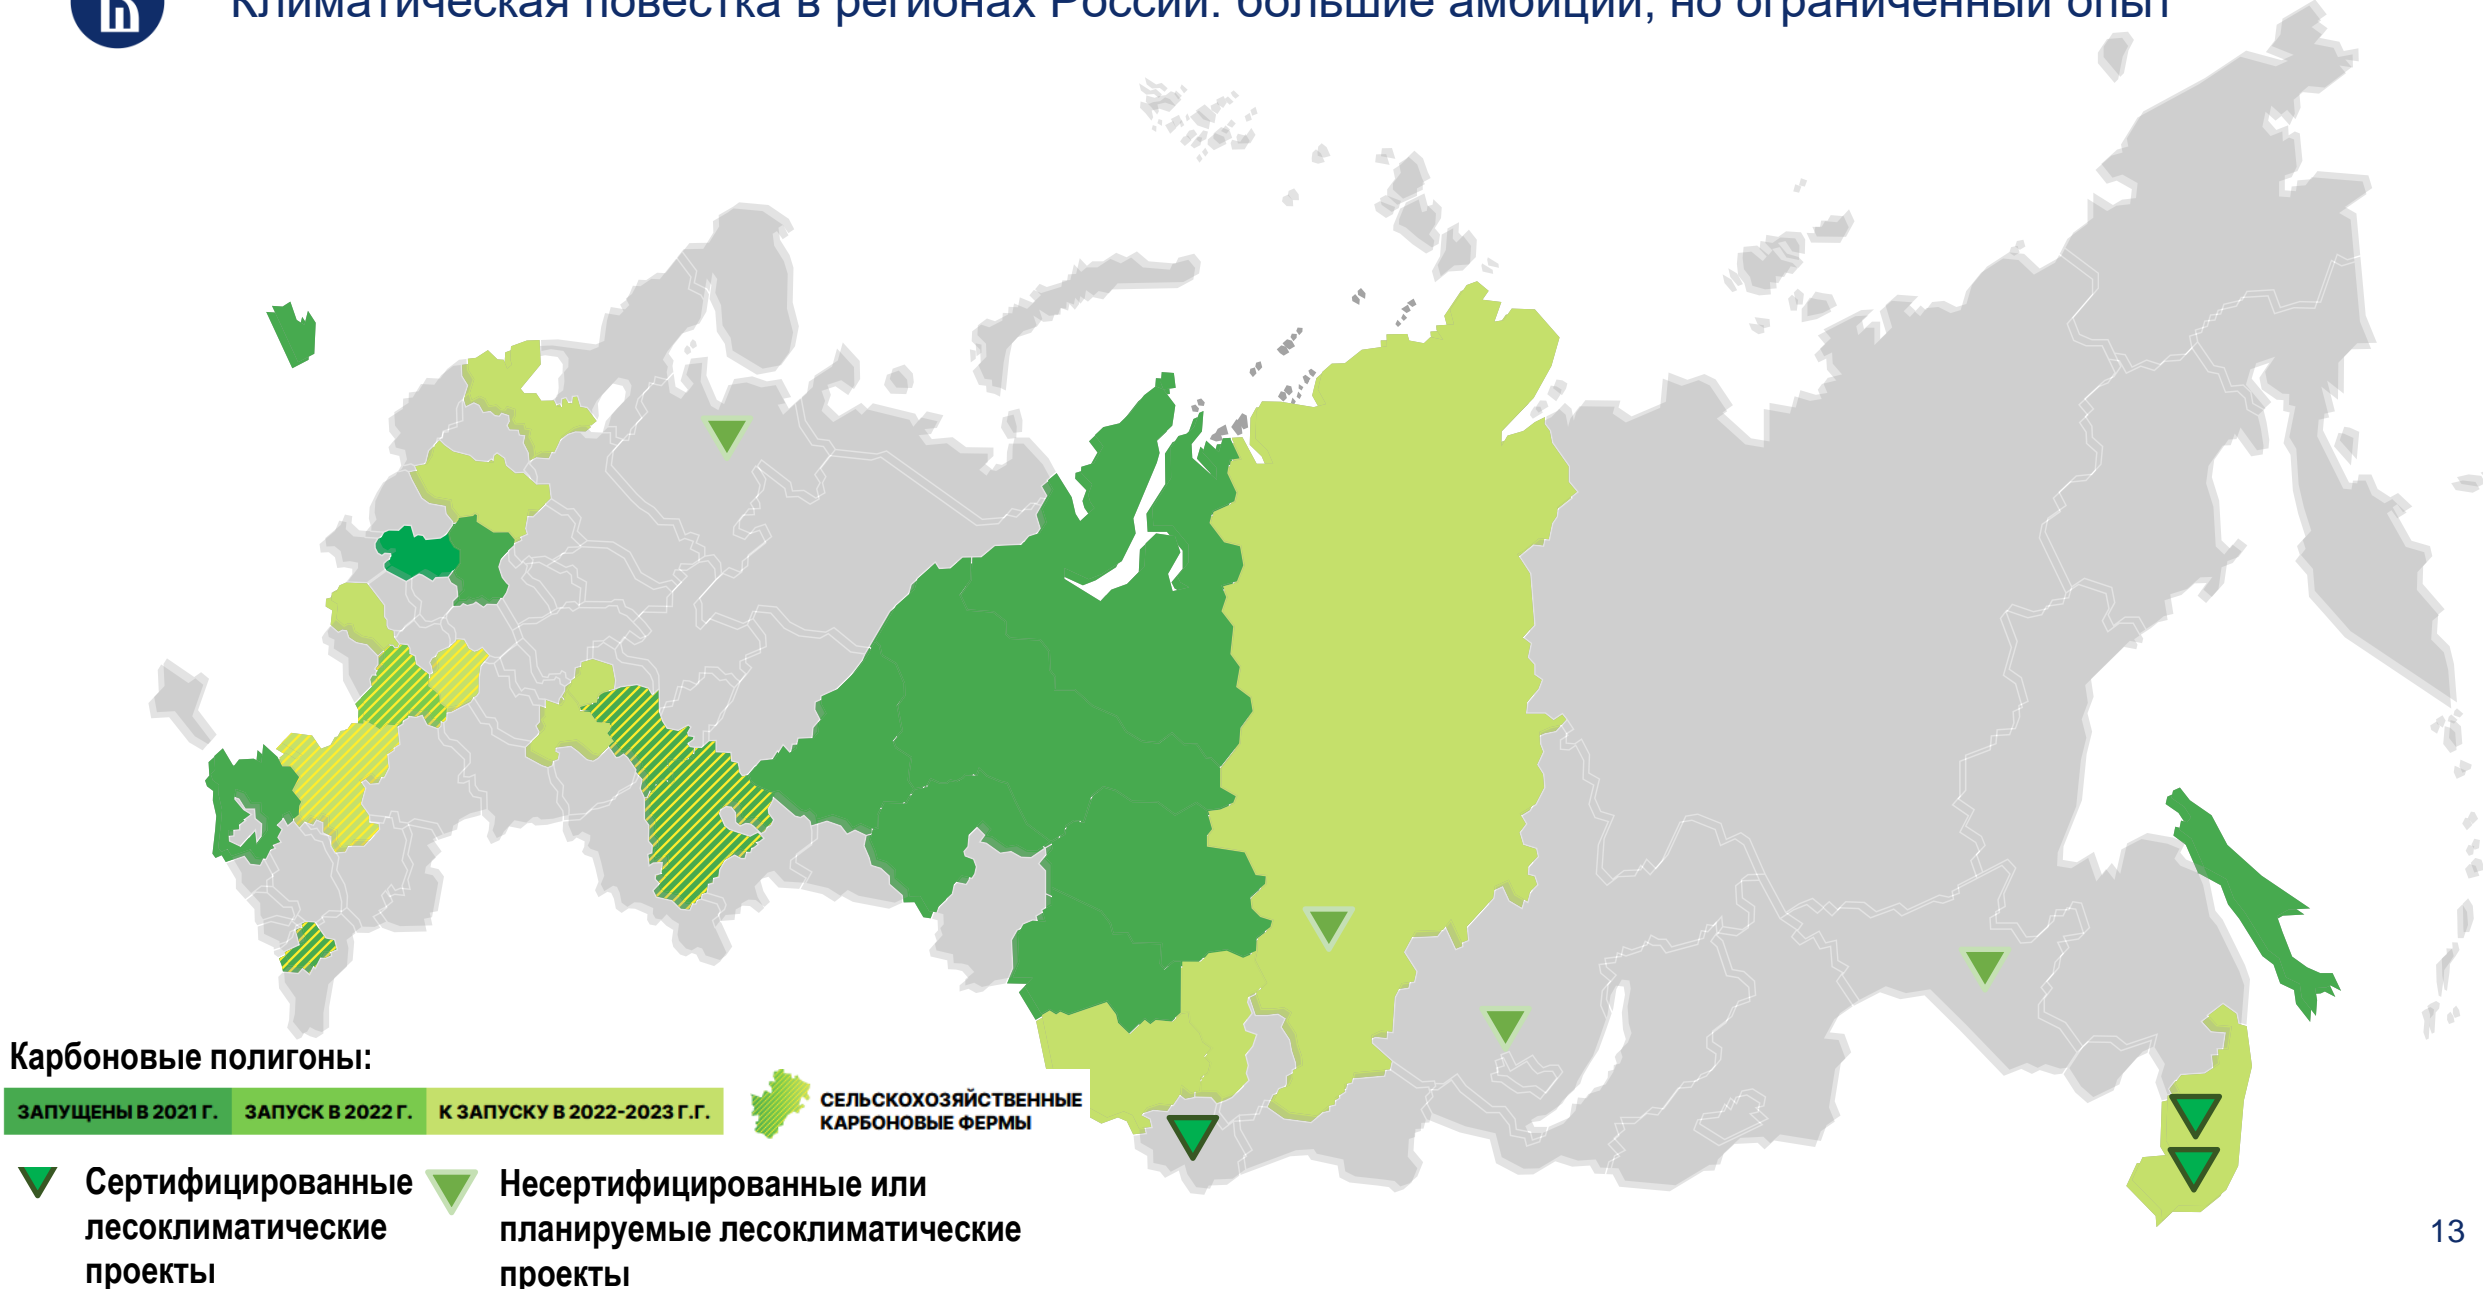 Климатическая повестка в регионах России: большие амбиции, но ограниченный опыт
Карбоновые полигоны:
ЗАПУЩЕНЫ В 2021 Г.
ЗАПУСК В 2022 Г.
К ЗАПУСКУ В 2022-2023 Г.Г.
СЕЛЬСКОХОЗЯЙСТВЕННЫЕ
КАРБОНОВЫЕ ФЕРМЫ
Сертифицированные
лесоклиматические
проекты
Несертифицированные или
планируемые лесоклиматические
проекты
13